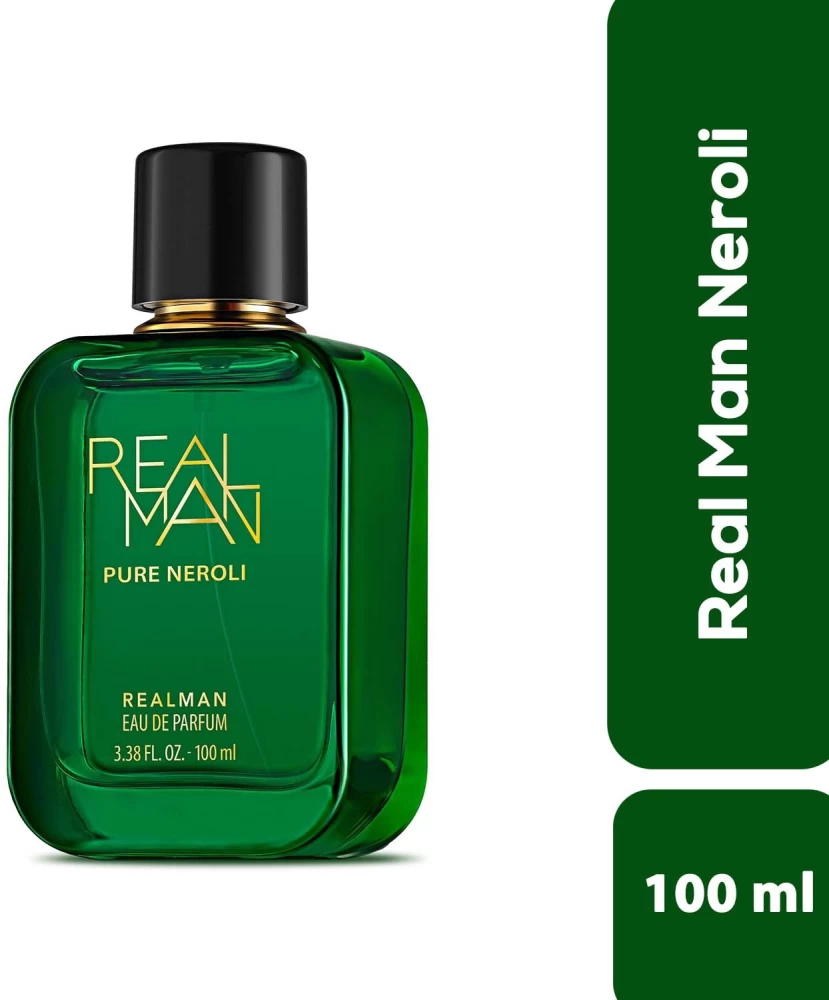 REAL
MAN
PURE NEROLI
REALMAN
EAU DE PARFUM
3.38 FL. OZ. - 100 ml
Real Man Neroli
100 ml